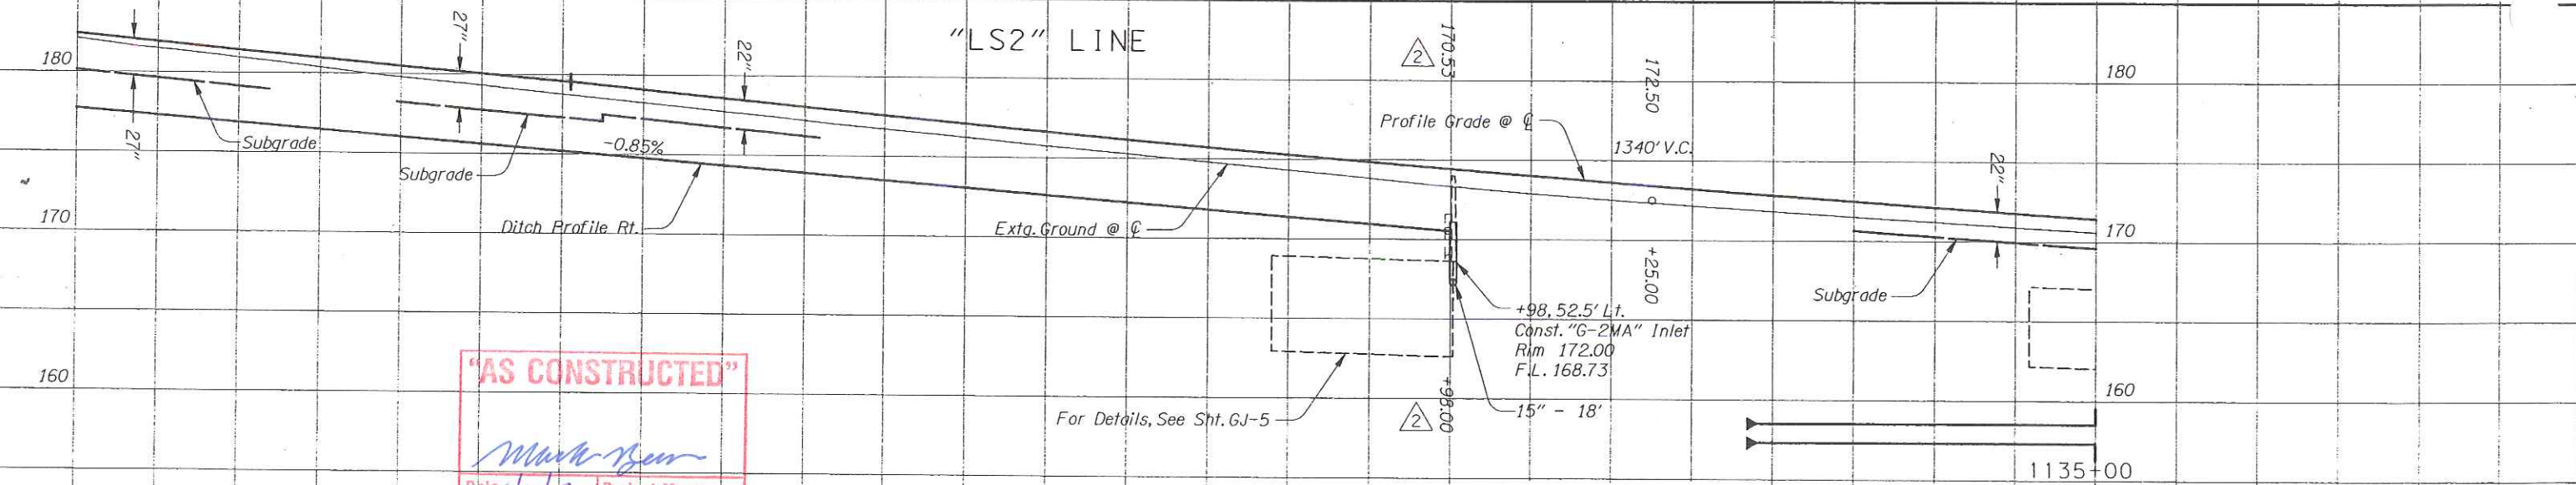 "LS2" LINE
27"
22"
2
170.53
172.50
180
180
Profile Grade @ ℄
1340' V.C.
27"
Subgrade
-0.85%
Subgrade
22"
170
Ditch Profile Rt.
Extg. Ground @ ℄
170
+25.00
Subgrade
+98, 52.5' Lt.
Const. "G-2MA" Inlet
Rim 172.00
F.L. 168.73
"AS CONSTRUCTED"
160
160
For Details, See Sht. GJ-5
2
+98.00
15" - 18'
1135+00